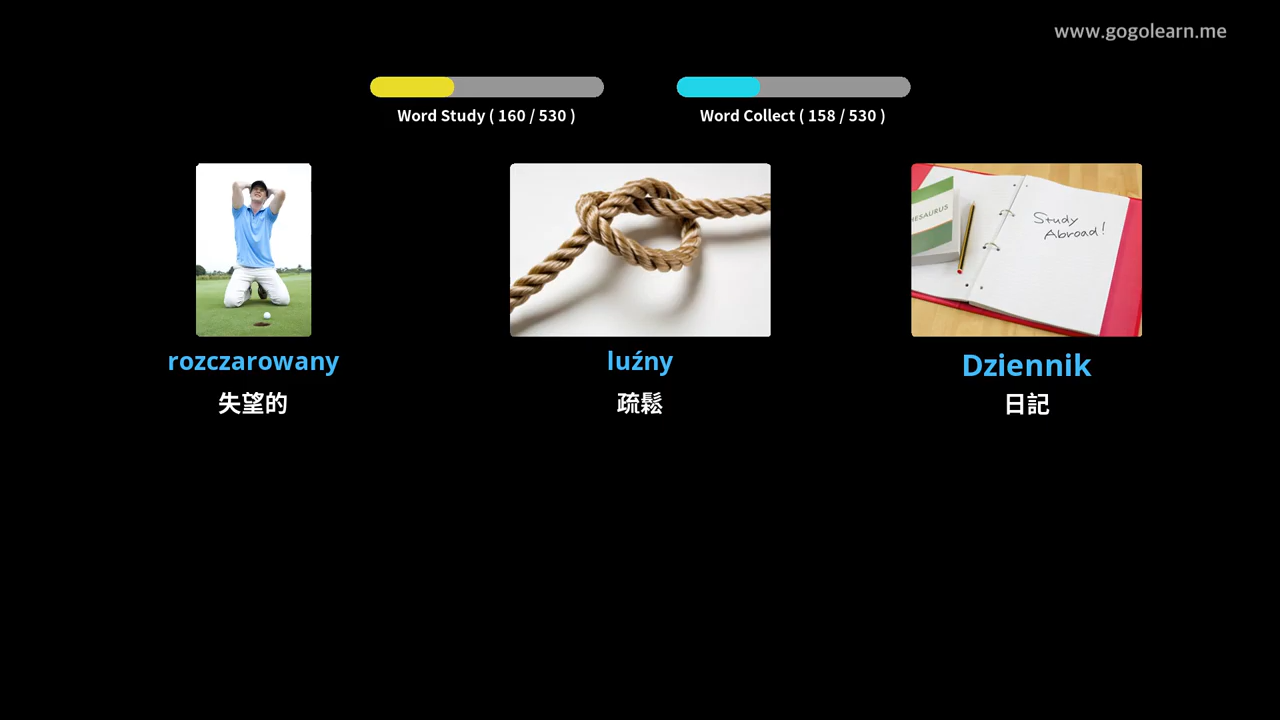 www.gogolearn.me
Word Study ( 160 / 530 )
Word Collect ( 158 / 530 )
ESAURUS
Study
Abroad!
rozczarowany
luźny
Dziennik
失望的
疏鬆
日記